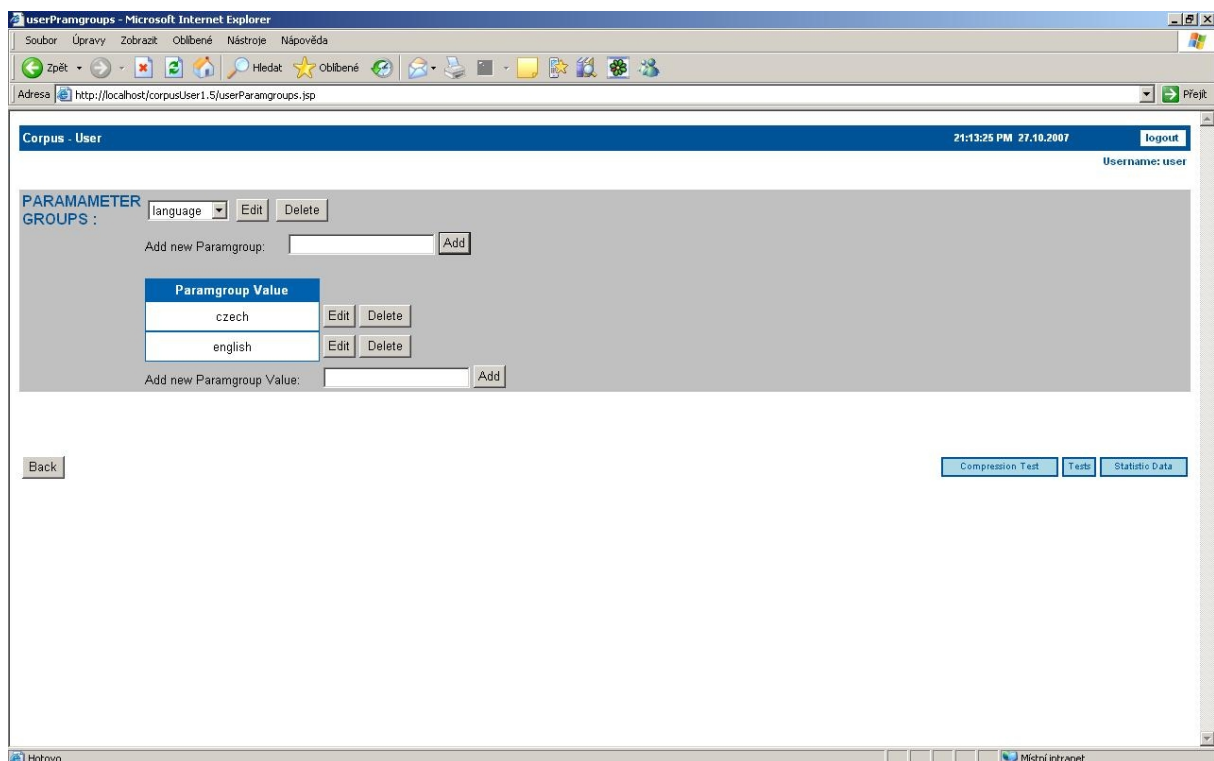 userPramgroups - Microsoft Internet Explorer
Soubor Úpravy Zobrazit Oblíbené Nástroje Nápověda
Zpět Hledat Oblíbené
Adresa http://localhost/corpusUser1.5/userParamgroups.jsp Přejít
Corpus - User 21:13:25 PM 27.10.2007 logout
Username: user
PARAMAMETER
GROUPS : language Edit Delete
Add new Paramgroup: Add
Paramgroup Value
czech Edit Delete
english Edit Delete
Add new Paramgroup Value: Add
Back Compression Test Tests Statistic Data
Hotovo Místní intranet